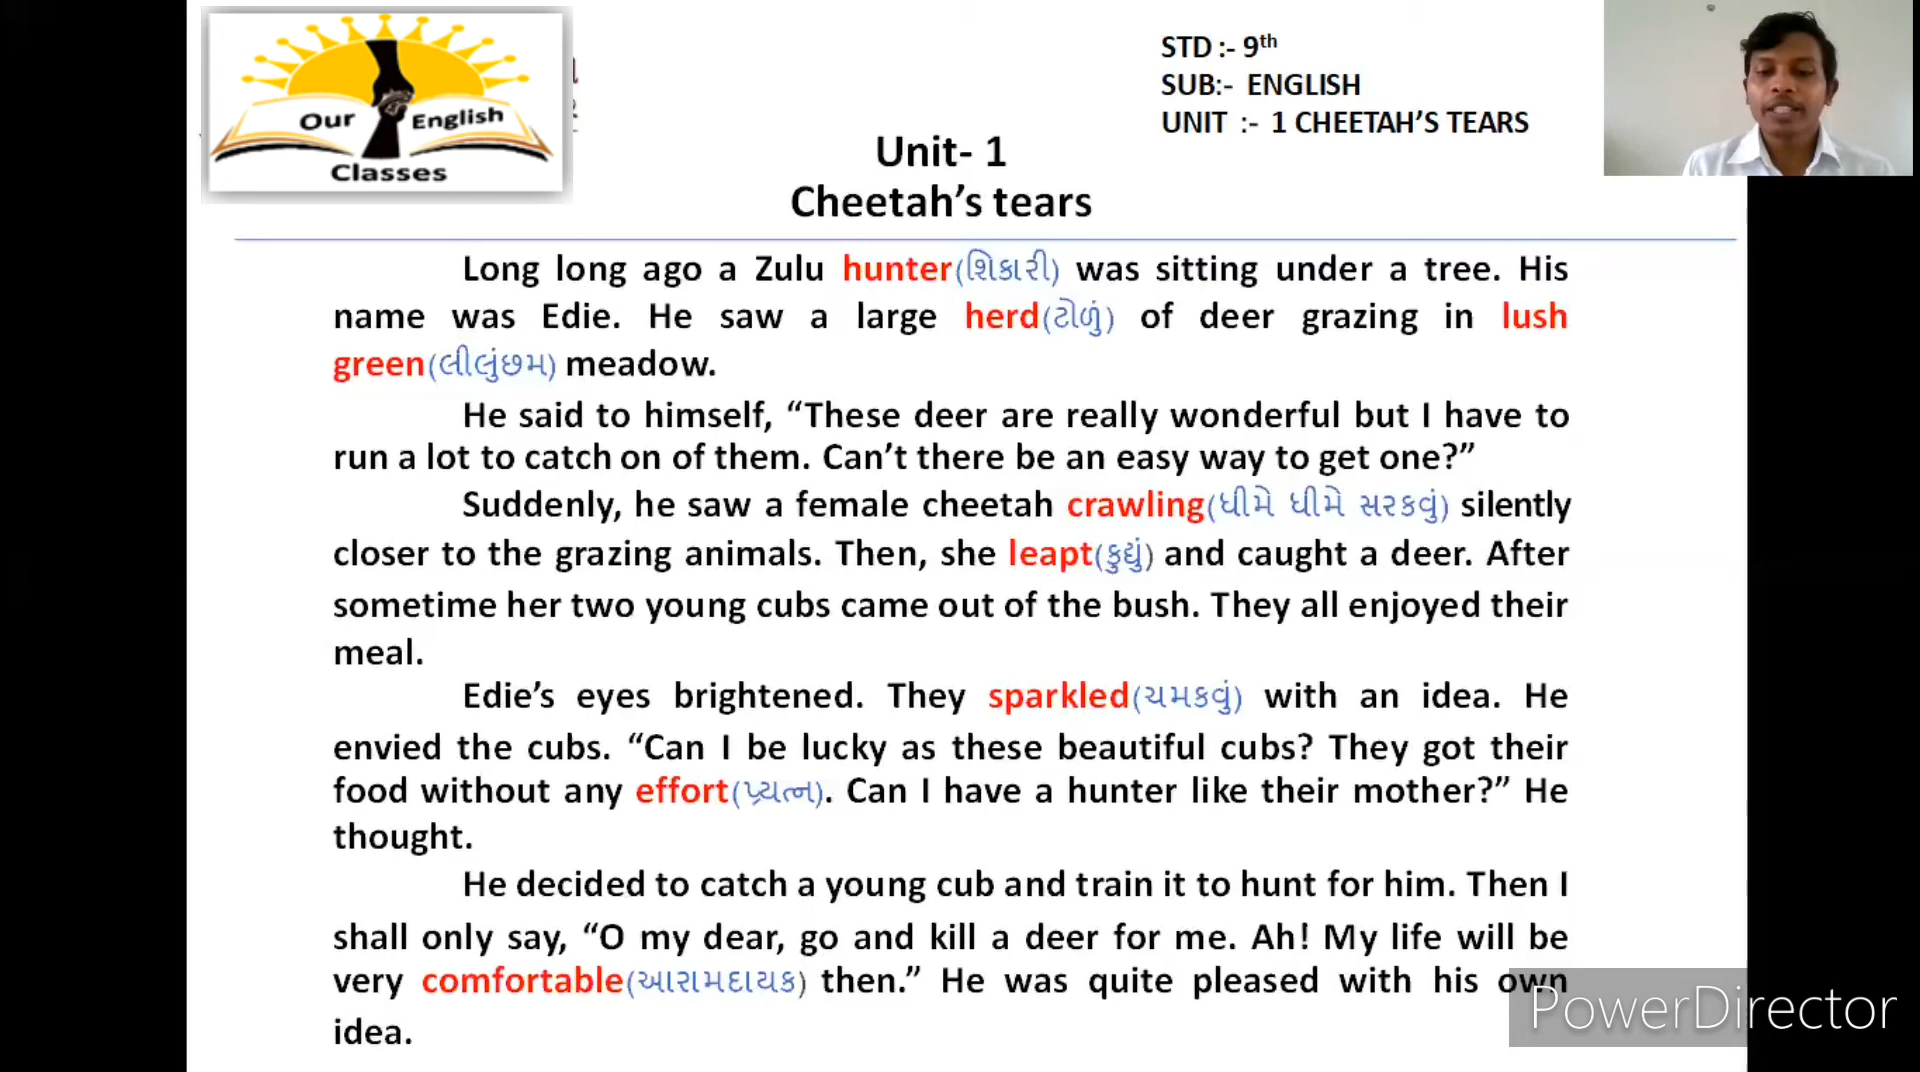 Our English
Classes
STD :- 9th
SUB:- ENGLISH
UNIT :- 1 CHEETAH’S TEARS
Unit- 1
Cheetah’s tears
Long long ago a Zulu hunter(શિકારી) was sitting under a tree. His
name was Edie. He saw a large herd(ટોળું) of deer grazing in lush
green(લીલુંછમ) meadow.
He said to himself, “These deer are really wonderful but I have to
run a lot to catch on of them. Can’t there be an easy way to get one?”
Suddenly, he saw a female cheetah crawling(ધીમે ધીમે સરકવું) silently
closer to the grazing animals. Then, she leapt(કુદ્યું) and caught a deer. After
sometime her two young cubs came out of the bush. They all enjoyed their
meal.
Edie’s eyes brightened. They sparkled(ચમકવું) with an idea. He
envied the cubs. “Can I be lucky as these beautiful cubs? They got their
food without any effort(પ્રયત્ન). Can I have a hunter like their mother?” He
thought.
He decided to catch a young cub and train it to hunt for him. Then I
shall only say, “O my dear, go and kill a deer for me. Ah! My life will be
very comfortable(આરામદાયક) then.” He was quite pleased with his own
idea.
PowerDirector